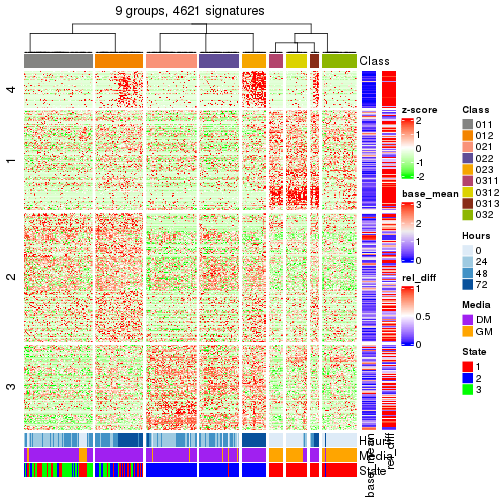 9 groups, 4621 signatures
Class
4
1
2
3
z-score
2
1
0
-1
-2
base_mean
3
2
1
0
rel_diff
1
0.5
0
Class
011
012
021
022
023
0311
0312
0313
032
Hours
0
24
48
72
Media
DM
GM
State
1
2
3
Hours
Media
State
base_mean
rel_diff